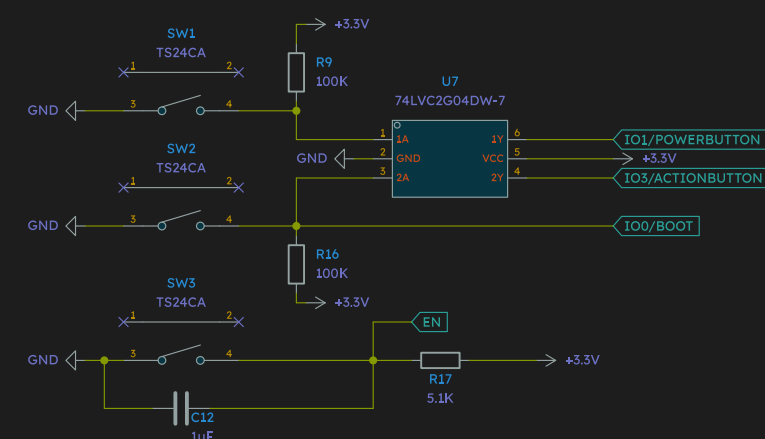 +3.3V
SW1
TS24CA
1 2
R9
100K
GND
3 4
U7
74LVC2G04DW-7
1 1A 1Y 6
IO1/POWERBUTTON
GND
2 GND VCC 5
+3.3V
3 2A 2Y 4
IO3/ACTIONBUTTON
SW2
TS24CA
1 2
GND
3 4
IO0/BOOT
R16
100K
+3.3V
SW3
TS24CA
1 2
EN
GND
3 4
+3.3V
R17
5.1K
C12
1uF